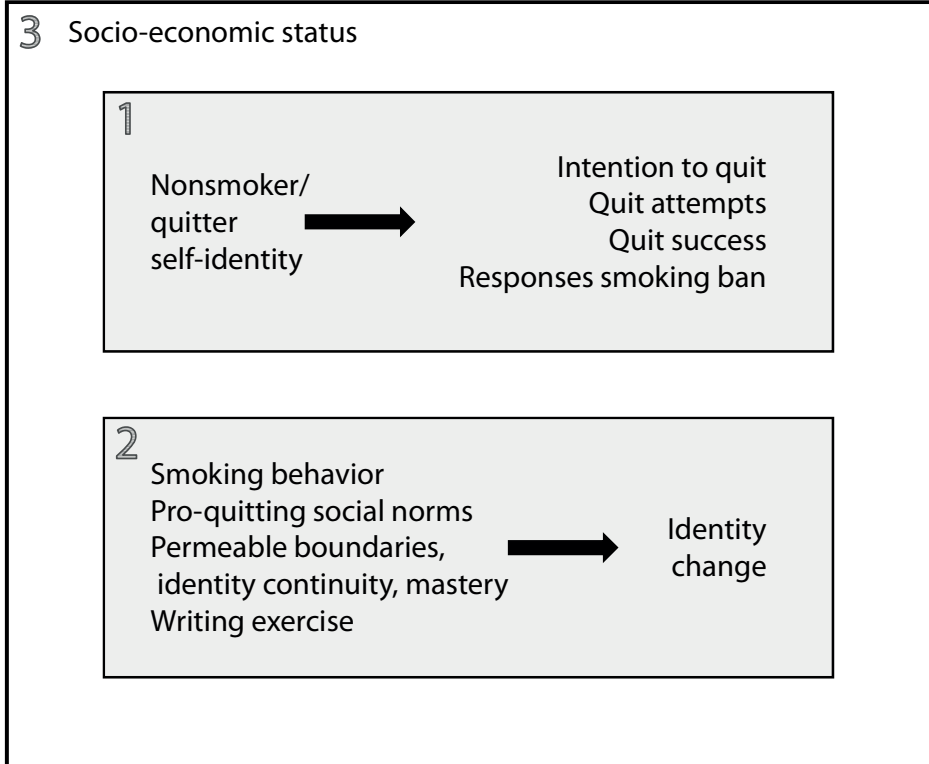 3 Socio-economic status
1
Nonsmoker/
quitter
self-identity
Intention to quit
Quit attempts
Quit success
Responses smoking ban
2
Smoking behavior
Pro-quitting social norms
Permeable boundaries,
identity continuity, mastery
Writing exercise
Identity
change